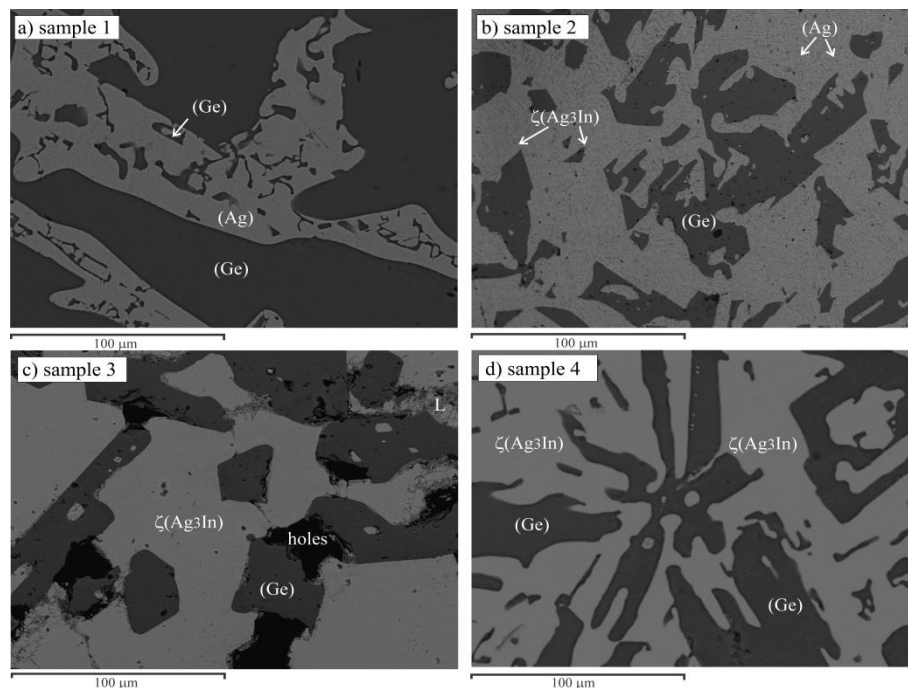 a) sample 1
(Ge)
(Ag)
(Ge)
100 μm
b) sample 2
(Ag)
ζ(Ag3In)
(Ge)
100 μm
c) sample 3
L
ζ(Ag3In)
holes
(Ge)
100 μm
d) sample 4
ζ(Ag3In)
ζ(Ag3In)
(Ge)
(Ge)
100 μm